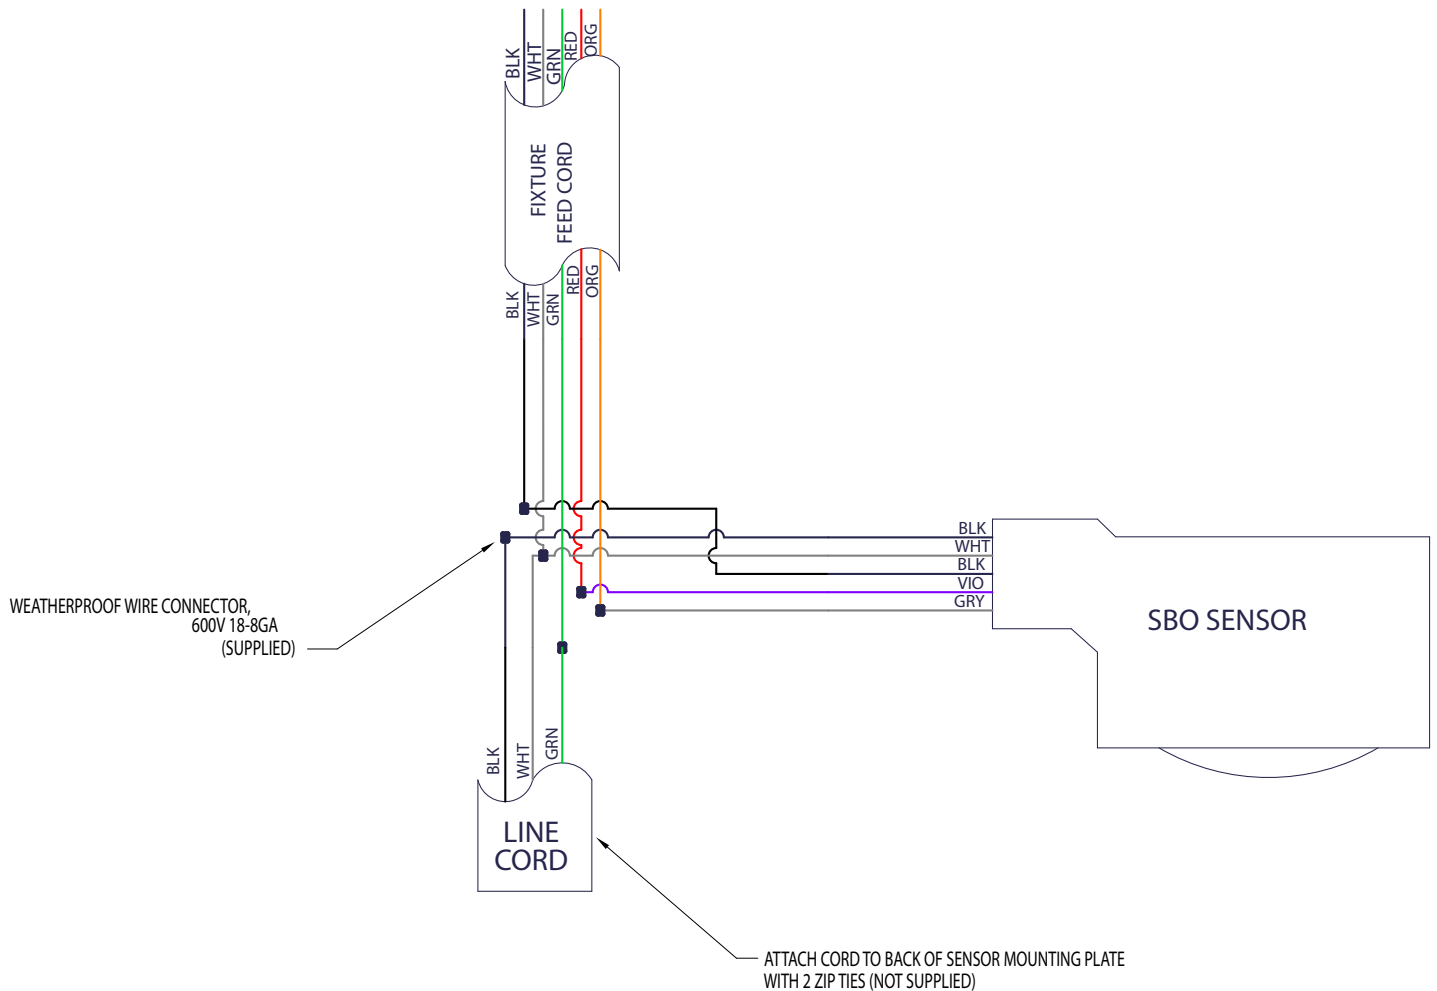 BLK
WHT
GRN
RED
ORG
FIXTURE
FEED CORD
BLK
WHT
GRN
RED
ORG
BLK
WHT
BLK
VIO
GRY
SBO SENSOR
WEATHERPROOF WIRE CONNECTOR,
600V 18-8GA
(SUPPLIED)
BLK
WHT
GRN
LINE
CORD
ATTACH CORD TO BACK OF SENSOR MOUNTING PLATE
WITH 2 ZIP TIES (NOT SUPPLIED)